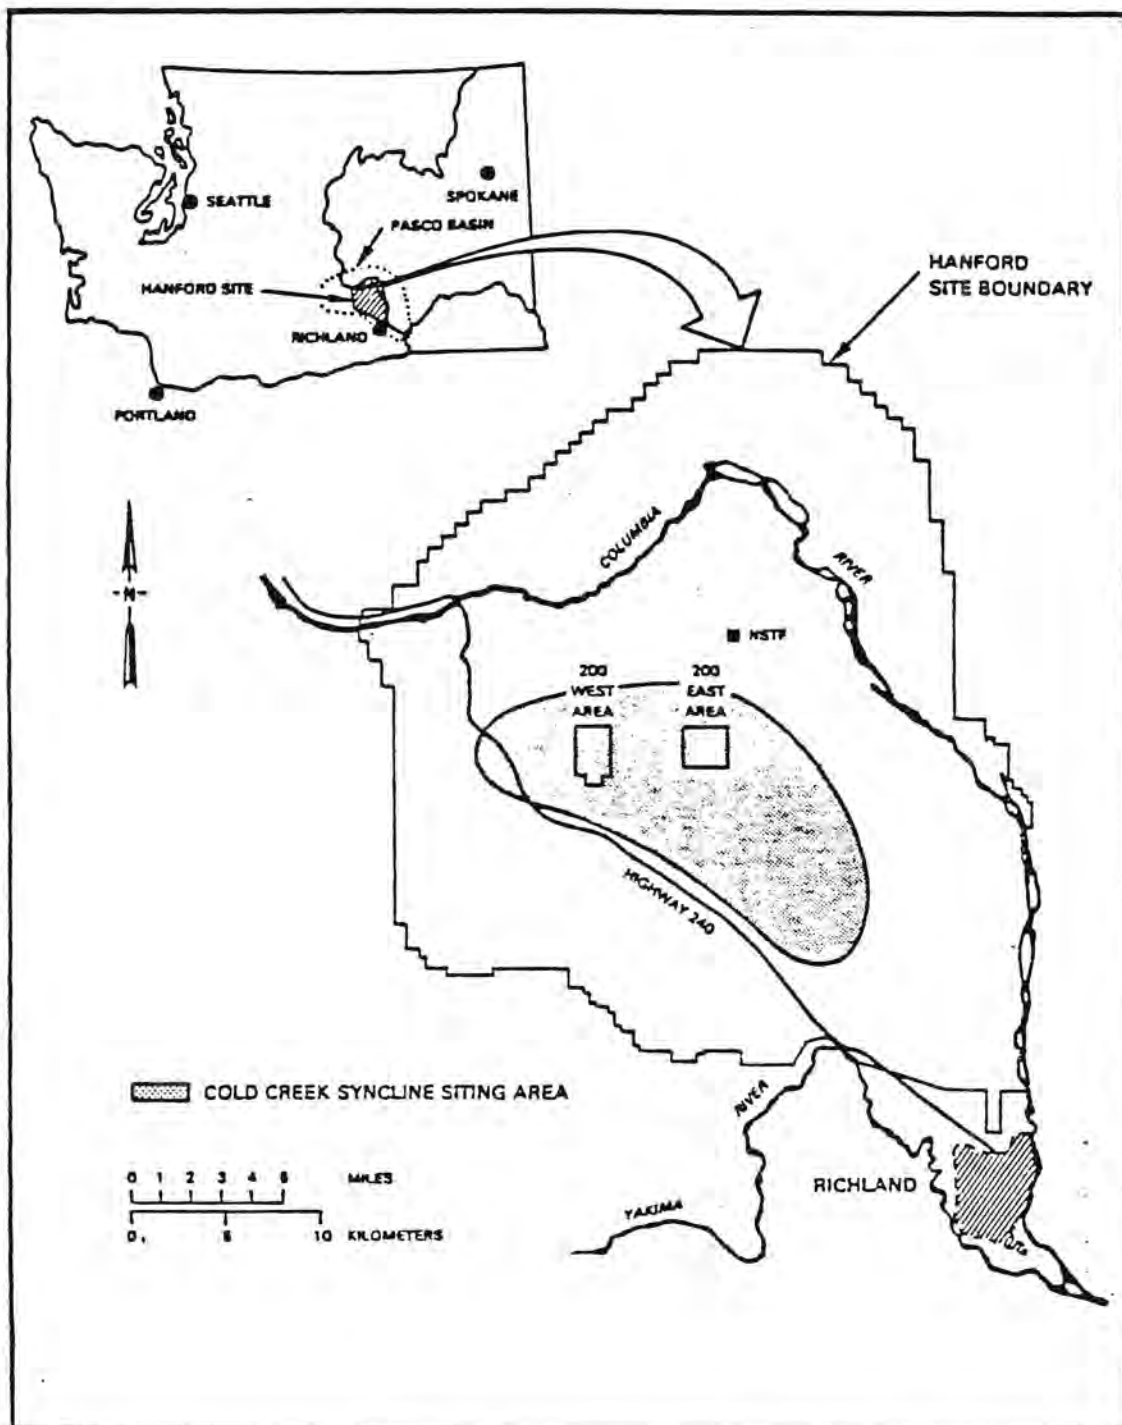 SEATTLE
SPOKANE
PASCO BASIN
HANFORD SITE
RICHLAND
PORTLAND
HANFORD
SITE BOUNDARY
N
COLUMBIA
RIVER
NSTF
200
WEST
AREA
200
EAST
AREA
HIGHWAY 240
COLD CREEK SYNCLINE SITING AREA
RIVER
RICHLAND
YAKIMA
0 1 2 3 4 5 MILES
0 5 10 KILOMETERS